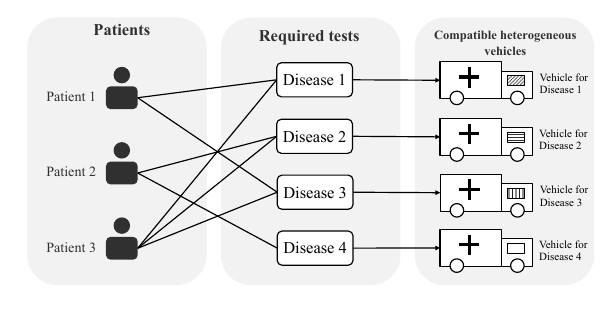 Patients
Required tests
Compatible heterogeneous
vehicles
Patient 1
Patient 2
Patient 3
Disease 1
Disease 2
Disease 3
Disease 4
Vehicle for
Disease 1
Vehicle for
Disease 2
Vehicle for
Disease 3
Vehicle for
Disease 4